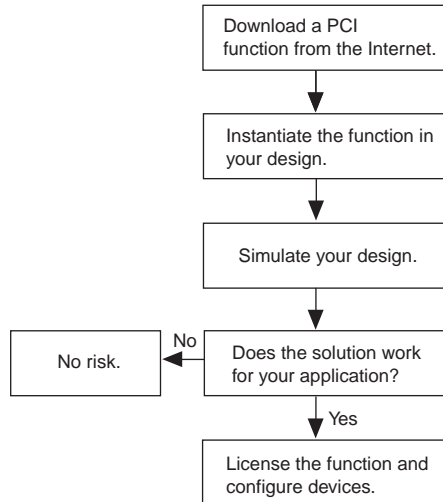 Download a PCI
function from the Internet.
Instantiate the function in
your design.
Simulate your design.
No
No risk.
Does the solution work
for your application?
Yes
License the function and
configure devices.